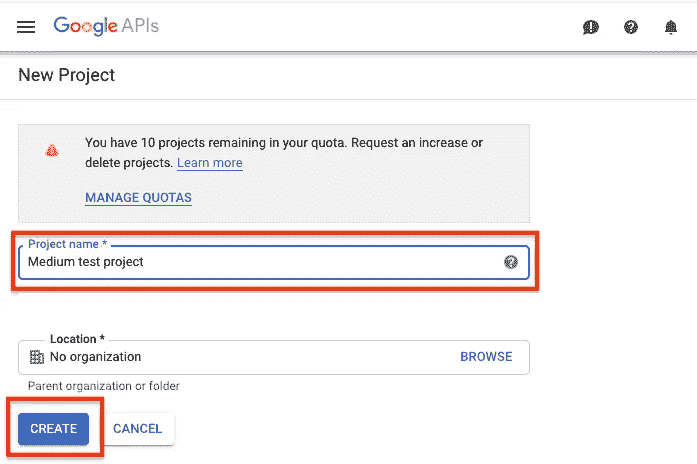 Google APIs
New Project
You have 10 projects remaining in your quota. Request an increase or
delete projects. Learn more
MANAGE QUOTAS
Project name *
Medium test project
Location *
No organization
BROWSE
Parent organization or folder
CREATE
CANCEL